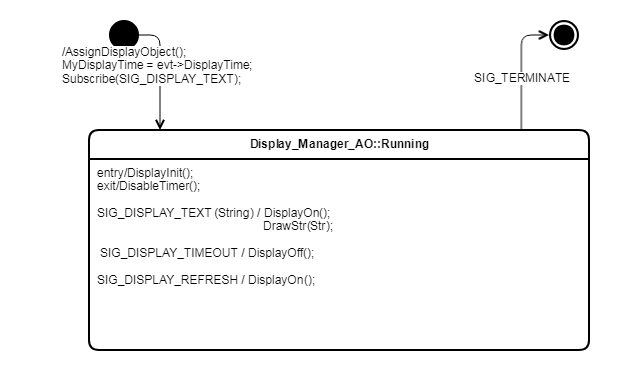 /AssignDisplayObject();
MyDisplayTime = evt->DisplayTime;
Subscribe(SIG_DISPLAY_TEXT);
SIG_TERMINATE
Display_Manager_AO::Running
entry/DisplayInit();
exit/DisableTimer();
SIG_DISPLAY_TEXT (String) / DisplayOn();
DrawStr(Str);
SIG_DISPLAY_TIMEOUT / DisplayOff();
SIG_DISPLAY_REFRESH / DisplayOn();